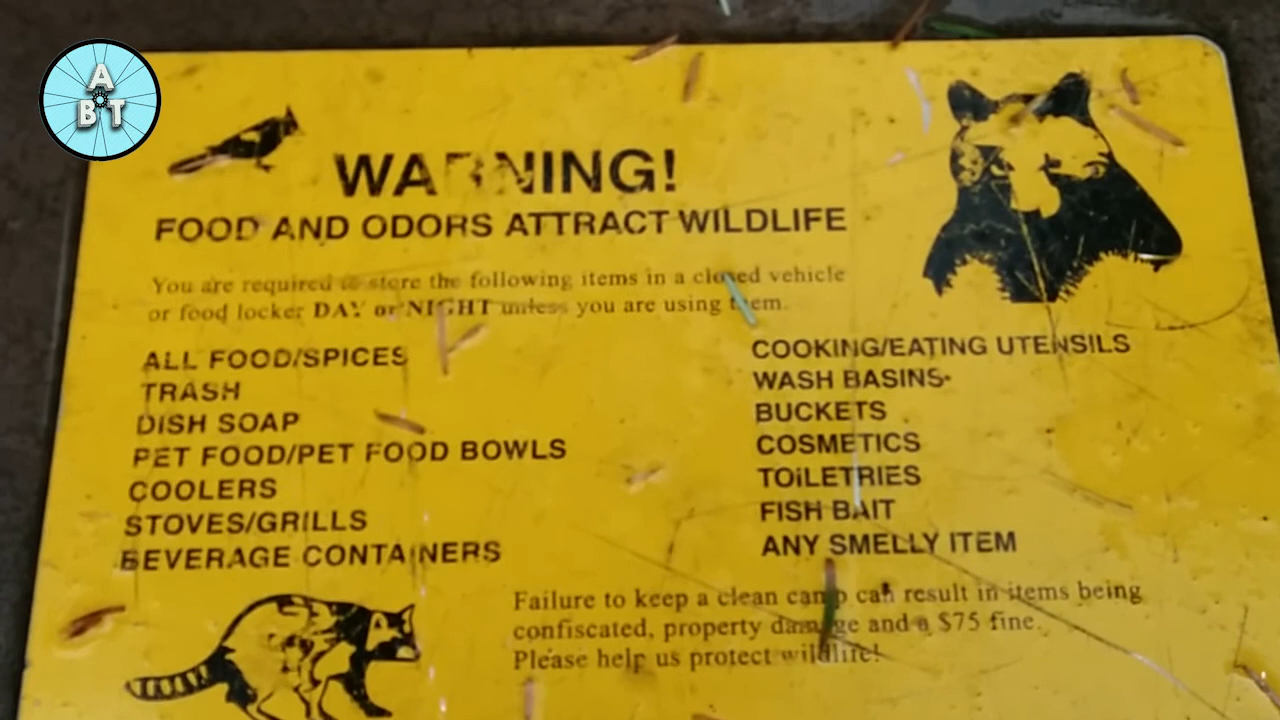 A
B T
WARNING!
FOOD AND ODORS ATTRACT WILDLIFE
You are required to store the following items in a closed vehicle
or food locker DAY or NIGHT unless you are using them.
ALL FOOD/SPICES
TRASH
DISH SOAP
PET FOOD/PET FOOD BOWLS
COOLERS
STOVES/GRILLS
BEVERAGE CONTAINERS
COOKING/EATING UTENSILS
WASH BASINS
BUCKETS
COSMETICS
TOILETRIES
FISH BAIT
ANY SMELLY ITEM
Failure to keep a clean camp can result in items being
confiscated, property damage and a $75 fine.
Please help us protect wildlife!